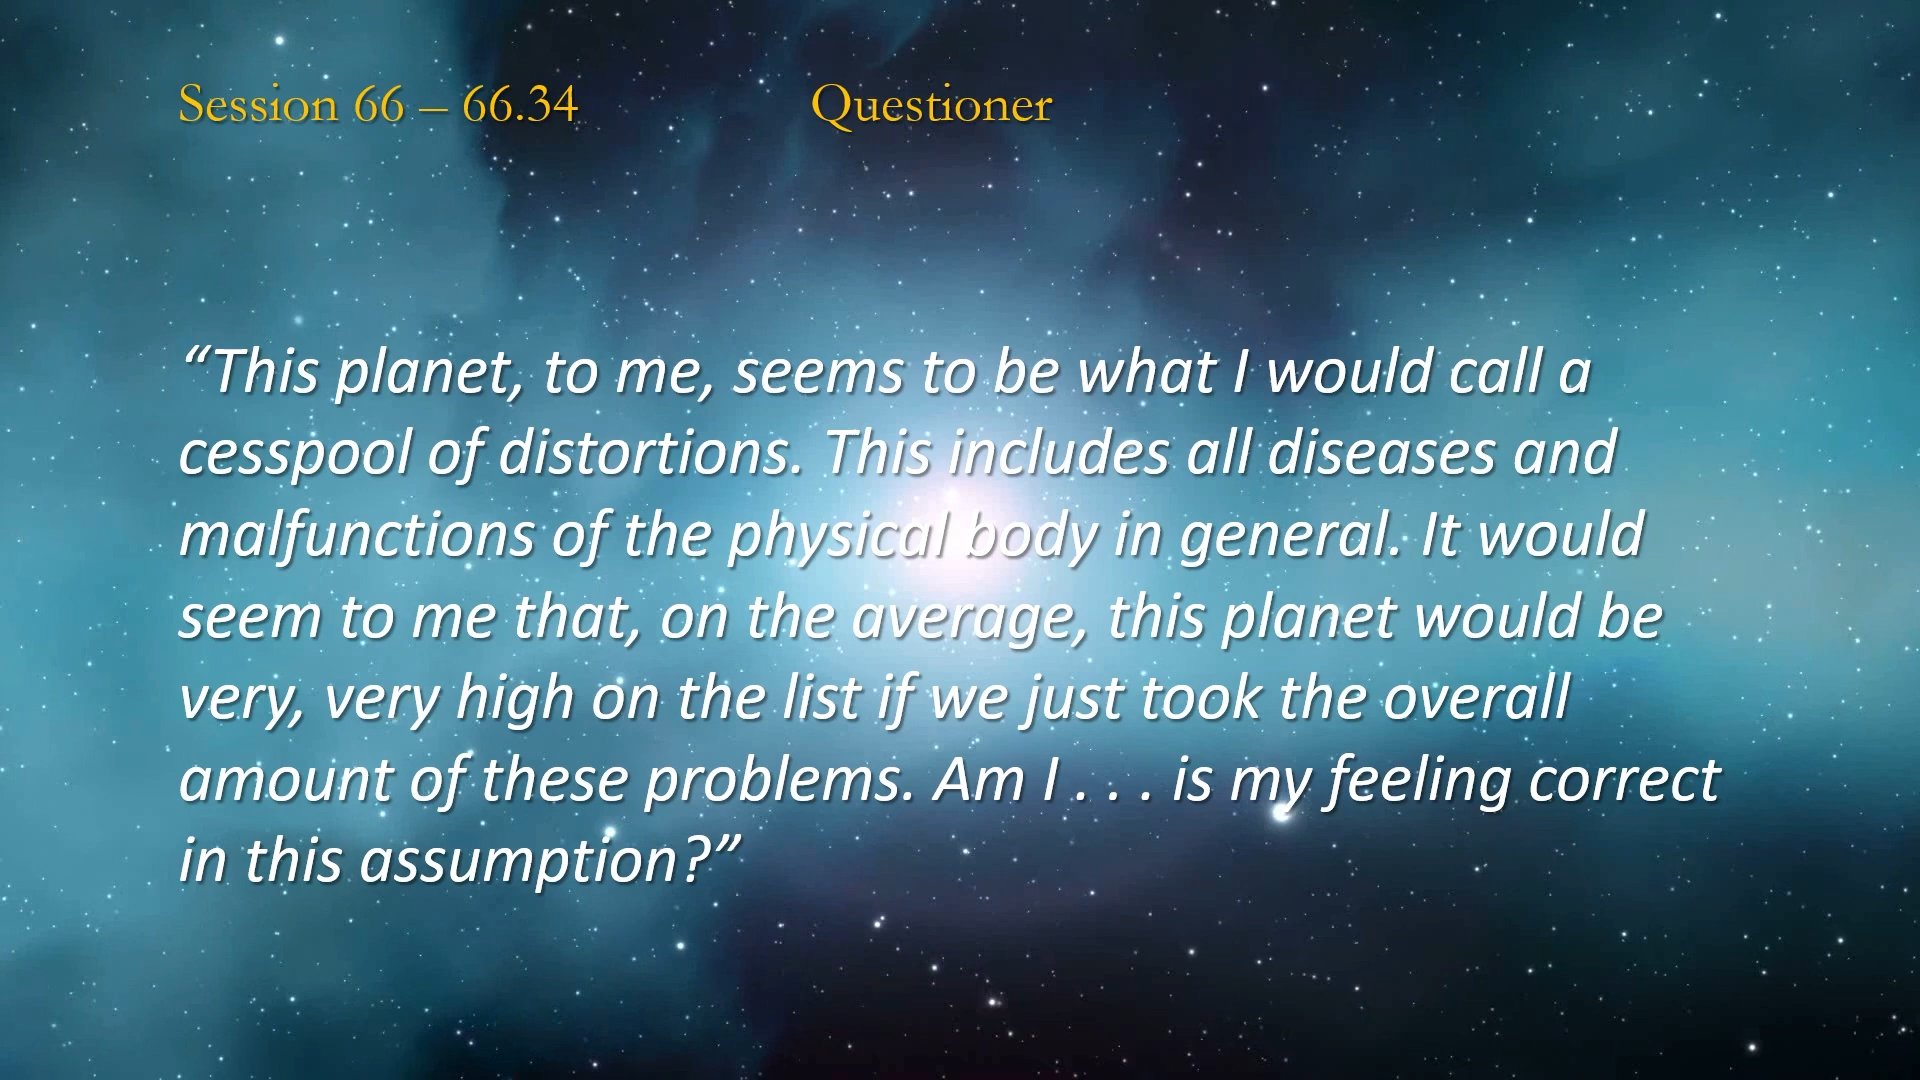 Session 66 – 66.34 Questioner
“This planet, to me, seems to be what I would call a
cesspool of distortions. This includes all diseases and
malfunctions of the physical body in general. It would
seem to me that, on the average, this planet would be
very, very high on the list if we just took the overall
amount of these problems. Am I . . . is my feeling correct
in this assumption?”